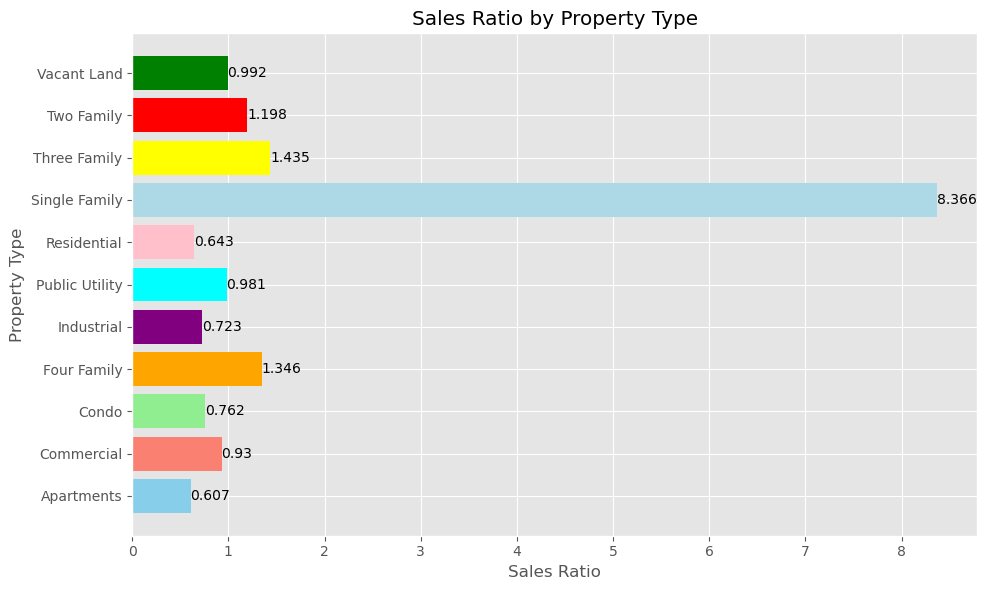 Sales Ratio by Property Type
Property Type
Vacant Land 0.992
Two Family 1.198
Three Family 1.435
Single Family 8.366
Residential 0.643
Public Utility 0.981
Industrial 0.723
Four Family 1.346
Condo 0.762
Commercial 0.93
Apartments 0.607
0 1 2 3 4 5 6 7 8
Sales Ratio